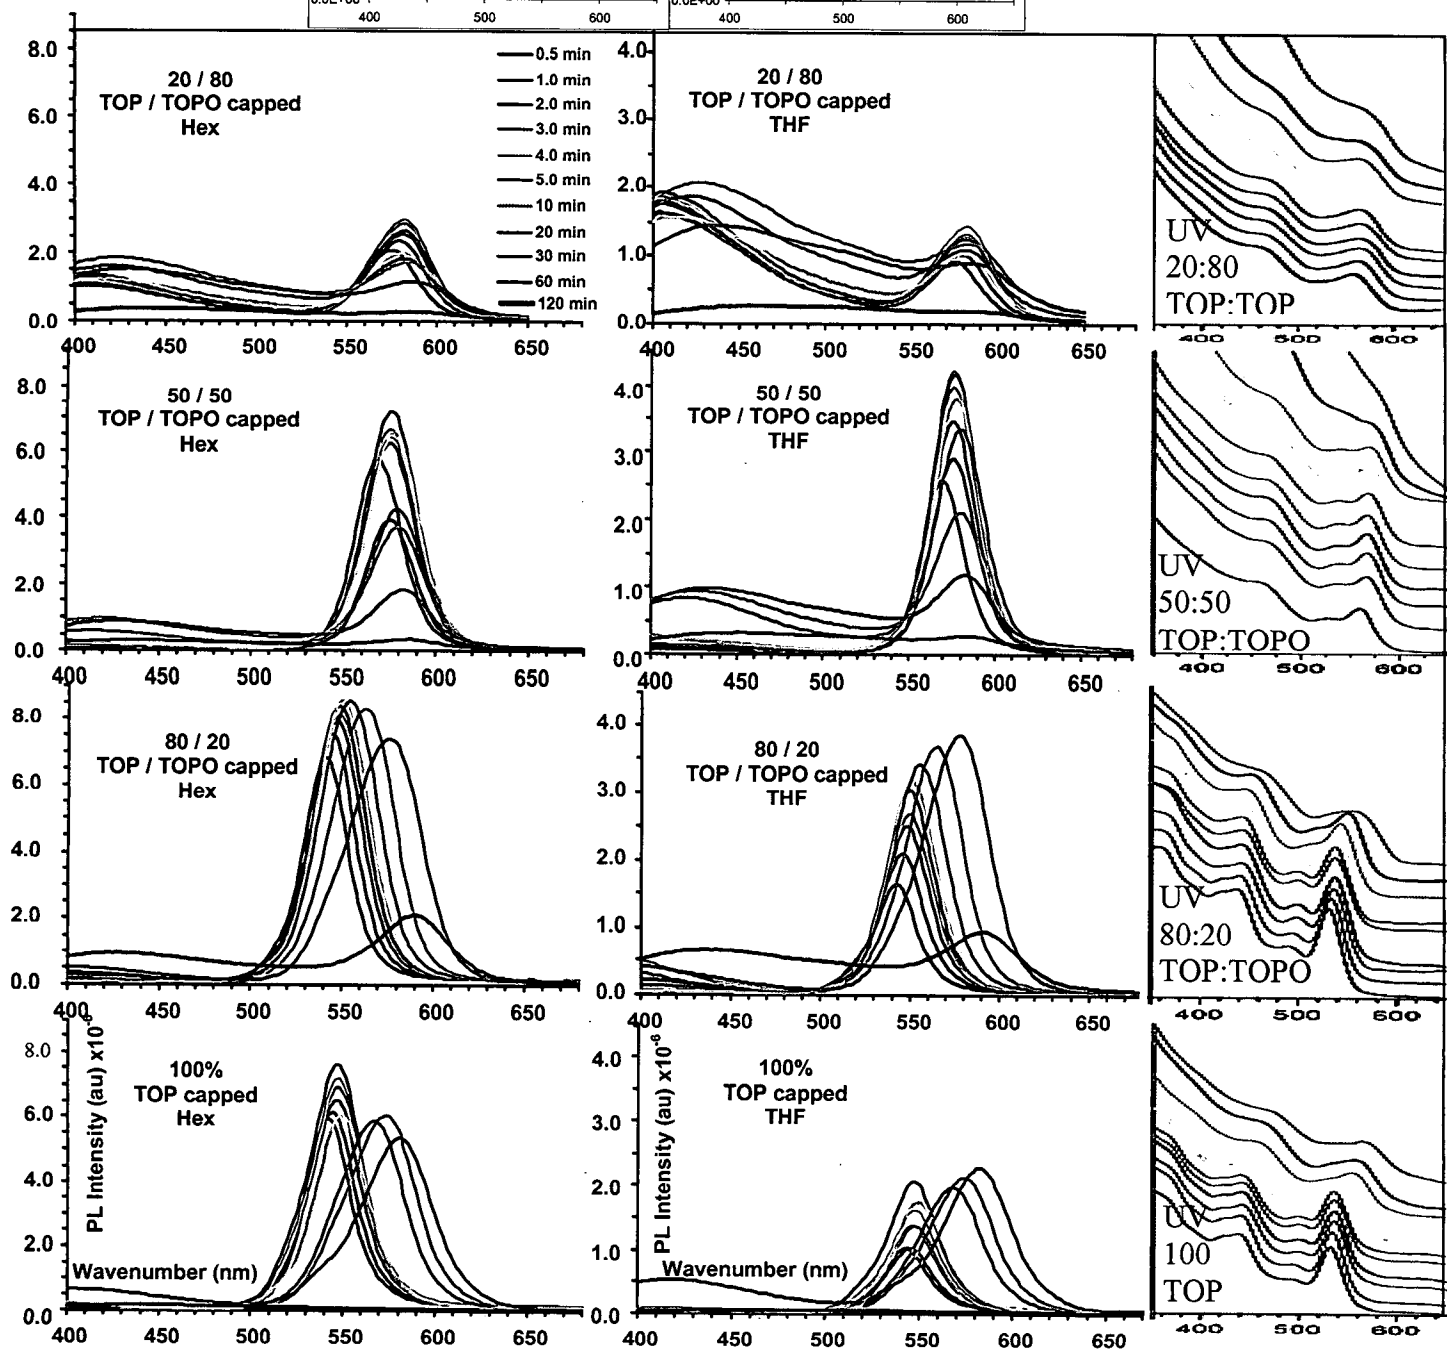 0.0E+00
400 500 600
0.0E+00
400 500 600
8.0
6.0
4.0
2.0
0.0
20 / 80
TOP / TOPO capped
Hex
0.5 min
1.0 min
2.0 min
3.0 min
4.0 min
5.0 min
10 min
20 min
30 min
60 min
120 min
400 450 500 550 600 650
4.0
3.0
2.0
1.0
0.0
20 / 80
TOP / TOPO capped
THF
400 450 500 550 600 650
UV
20:80
TOP:TOP
400 500 600
8.0
6.0
4.0
2.0
0.0
50 / 50
TOP / TOPO capped
Hex
400 450 500 550 600 650
4.0
3.0
2.0
1.0
0.0
50 / 50
TOP / TOPO capped
THF
400 450 500 550 600 650
UV
50:50
TOP:TOPO
400 500 600
8.0
6.0
4.0
2.0
0.0
80 / 20
TOP / TOPO capped
Hex
400 450 500 550 600 650
4.0
3.0
2.0
1.0
0.0
80 / 20
TOP / TOPO capped
THF
400 450 500 550 600 650
UV
80:20
TOP:TOPO
400 500 600
8.0
6.0
4.0
2.0
0.0
PL Intensity (au) x10⁻⁶
100%
TOP capped
Hex
Wavenumber (nm)
400 450 500 550 600 650
4.0
3.0
2.0
1.0
0.0
PL Intensity (au) x10⁻⁶
100%
TOP capped
THF
Wavenumber (nm)
400 450 500 550 600 650
UV
100
TOP
400 500 600